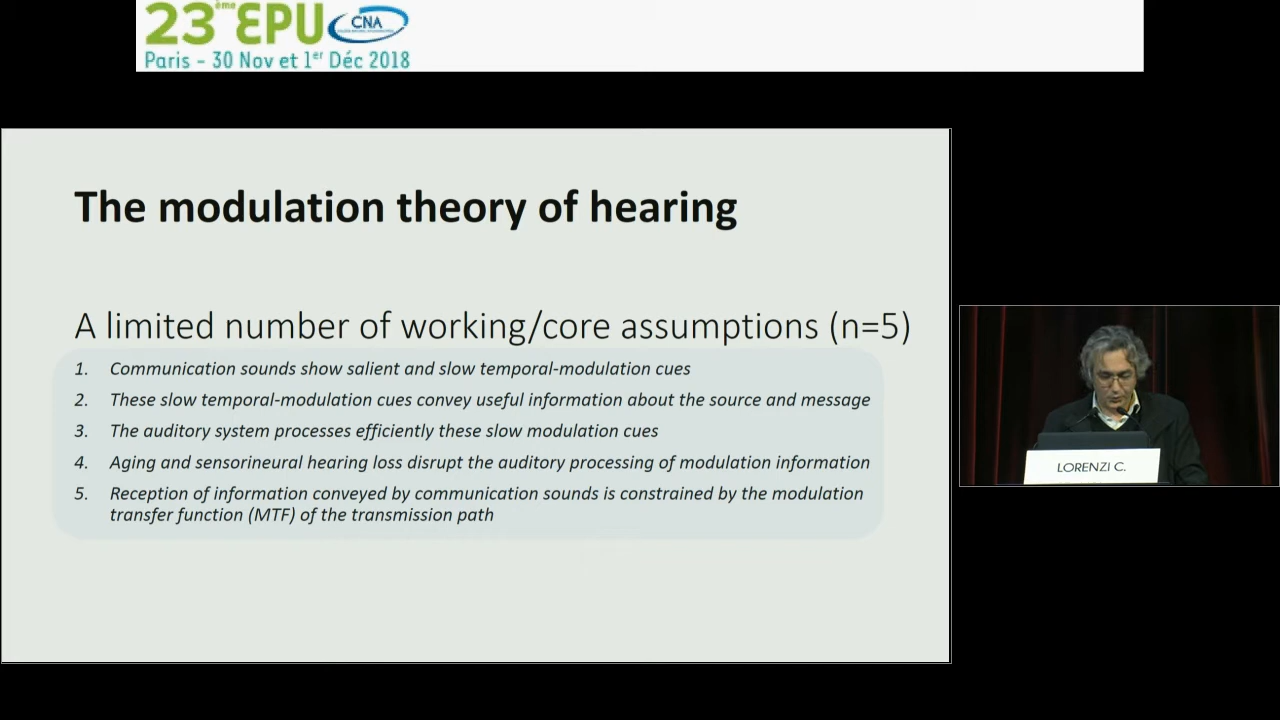 23ème EPU CNA
Paris - 30 Nov et 1er Déc 2018
The modulation theory of hearing
A limited number of working/core assumptions (n=5)
1. Communication sounds show salient and slow temporal-modulation cues
2. These slow temporal-modulation cues convey useful information about the source and message
3. The auditory system processes efficiently these slow modulation cues
4. Aging and sensorineural hearing loss disrupt the auditory processing of modulation information
5. Reception of information conveyed by communication sounds is constrained by the modulation
transfer function (MTF) of the transmission path
LORENZI C.